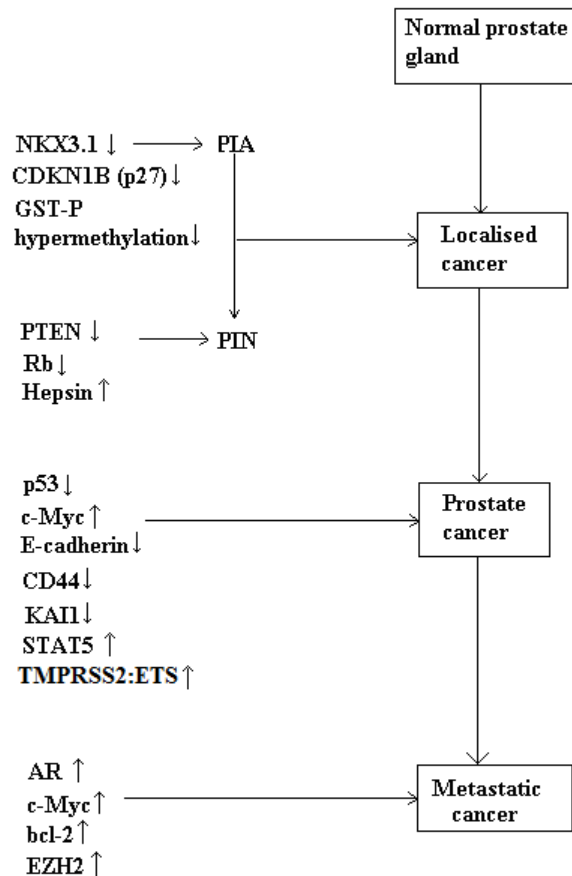 Normal prostate
gland
NKX3.1 ↓
PIA
CDKN1B (p27)↓
GST-P
hypermethylation↓
Localised
cancer
PTEN ↓
PIN
Rb↓
Hepsin ↑
p53↓
c-Myc ↑
E-cadherin↓
CD44↓
KAI1↓
STAT5 ↑
TMPRSS2:ETS↑
Prostate
cancer
AR ↑
c-Myc↑
bcl-2↑
EZH2 ↑
Metastatic
cancer